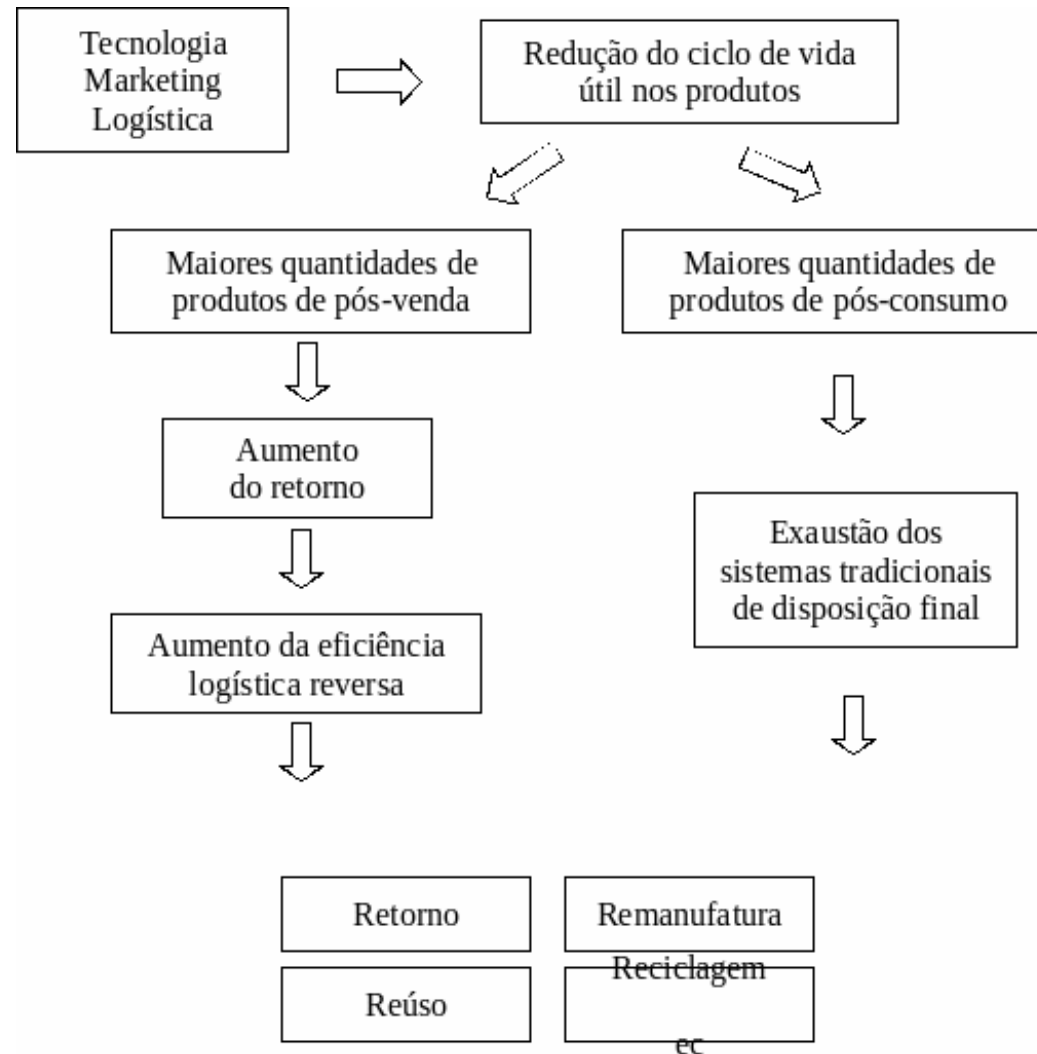 Tecnologia
Marketing
Logística
Redução do ciclo de vida
útil nos produtos
Maiores quantidades de
produtos de pós-venda
Maiores quantidades de
produtos de pós-consumo
Aumento
do retorno
Exaustão dos
sistemas tradicionais
de disposição final
Aumento da eficiência
logística reversa
Retorno
Remanufatura
Reúso
Reciclagem
ec